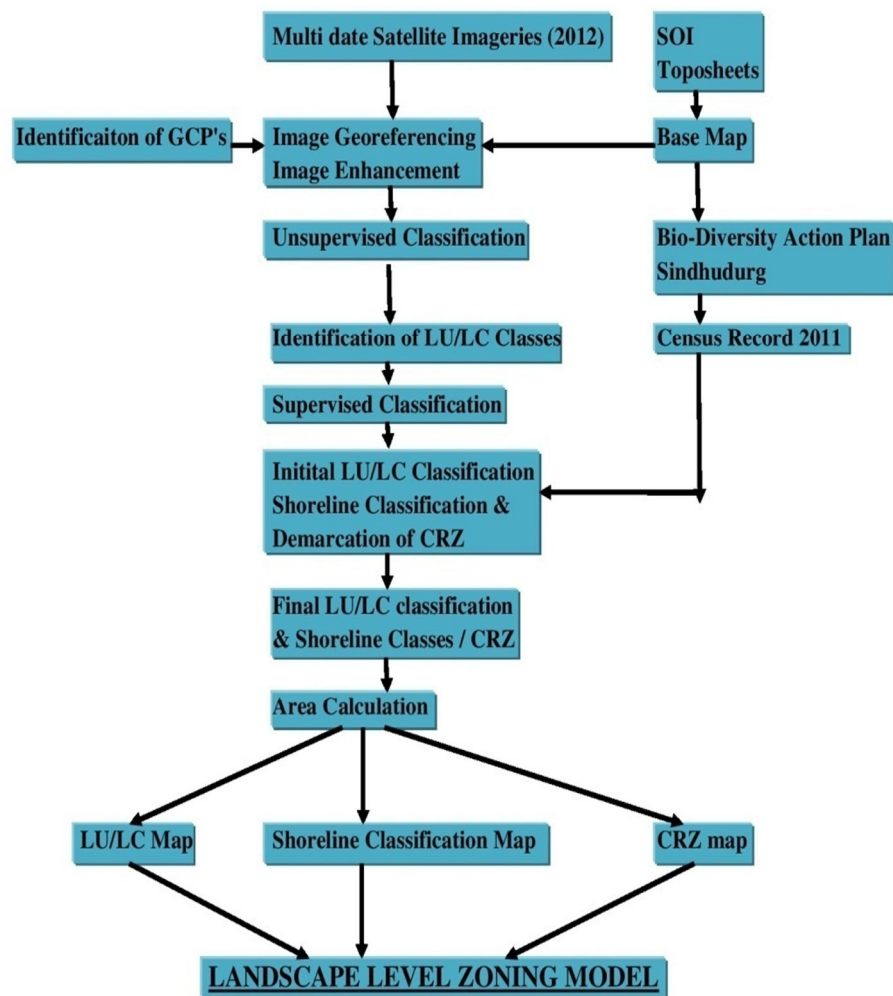 Multi date Satellite Imageries (2012)
SOI
Toposheets
Identificaiton of GCP's
Image Georeferencing
Image Enhancement
Base Map
Unsupervised Classification
Bio-Diversity Action Plan
Sindhudurg
Identification of LU/LC Classes
Census Record 2011
Supervised Classification
Initital LU/LC Classification
Shoreline Classification &
Demarcation of CRZ
Final LU/LC classification
& Shoreline Classes / CRZ
Area Calculation
LU/LC Map
Shoreline Classification Map
CRZ map
LANDSCAPE LEVEL ZONING MODEL